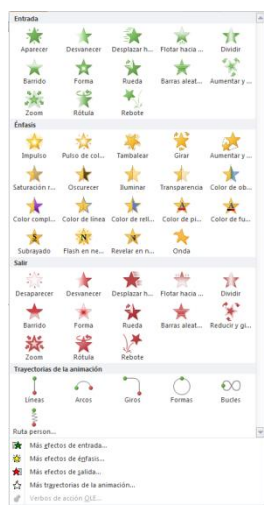 Entrada
Aparecer Desvanecer Desplazar h... Flotar hacia ... Dividir
Barrido Forma Rueda Barras aleat... Aumentar y ...
Zoom Rótula Rebote
Énfasis
Impulso Pulso de col... Tambalear Girar Aumentar y ...
Saturación r... Oscurecer Iluminar Transparencia Color de ob...
Color compl... Color de línea Color de rell... Color de pi... Color de fu...
Subrayado Flash en ne... Revelar en n... Onda
Salir
Desaparecer Desvanecer Desplazar h... Flotar hacia ... Dividir
Barrido Forma Rueda Barras aleat... Reducir y gi...
Zoom Rótula Rebote
Trayectorias de la animación
Líneas Arcos Giros Formas Bucles
Ruta person...
Más efectos de entrada...
Más efectos de énfasis...
Más efectos de salida...
Más trayectorias de la animación...
Verbos de acción OLE...